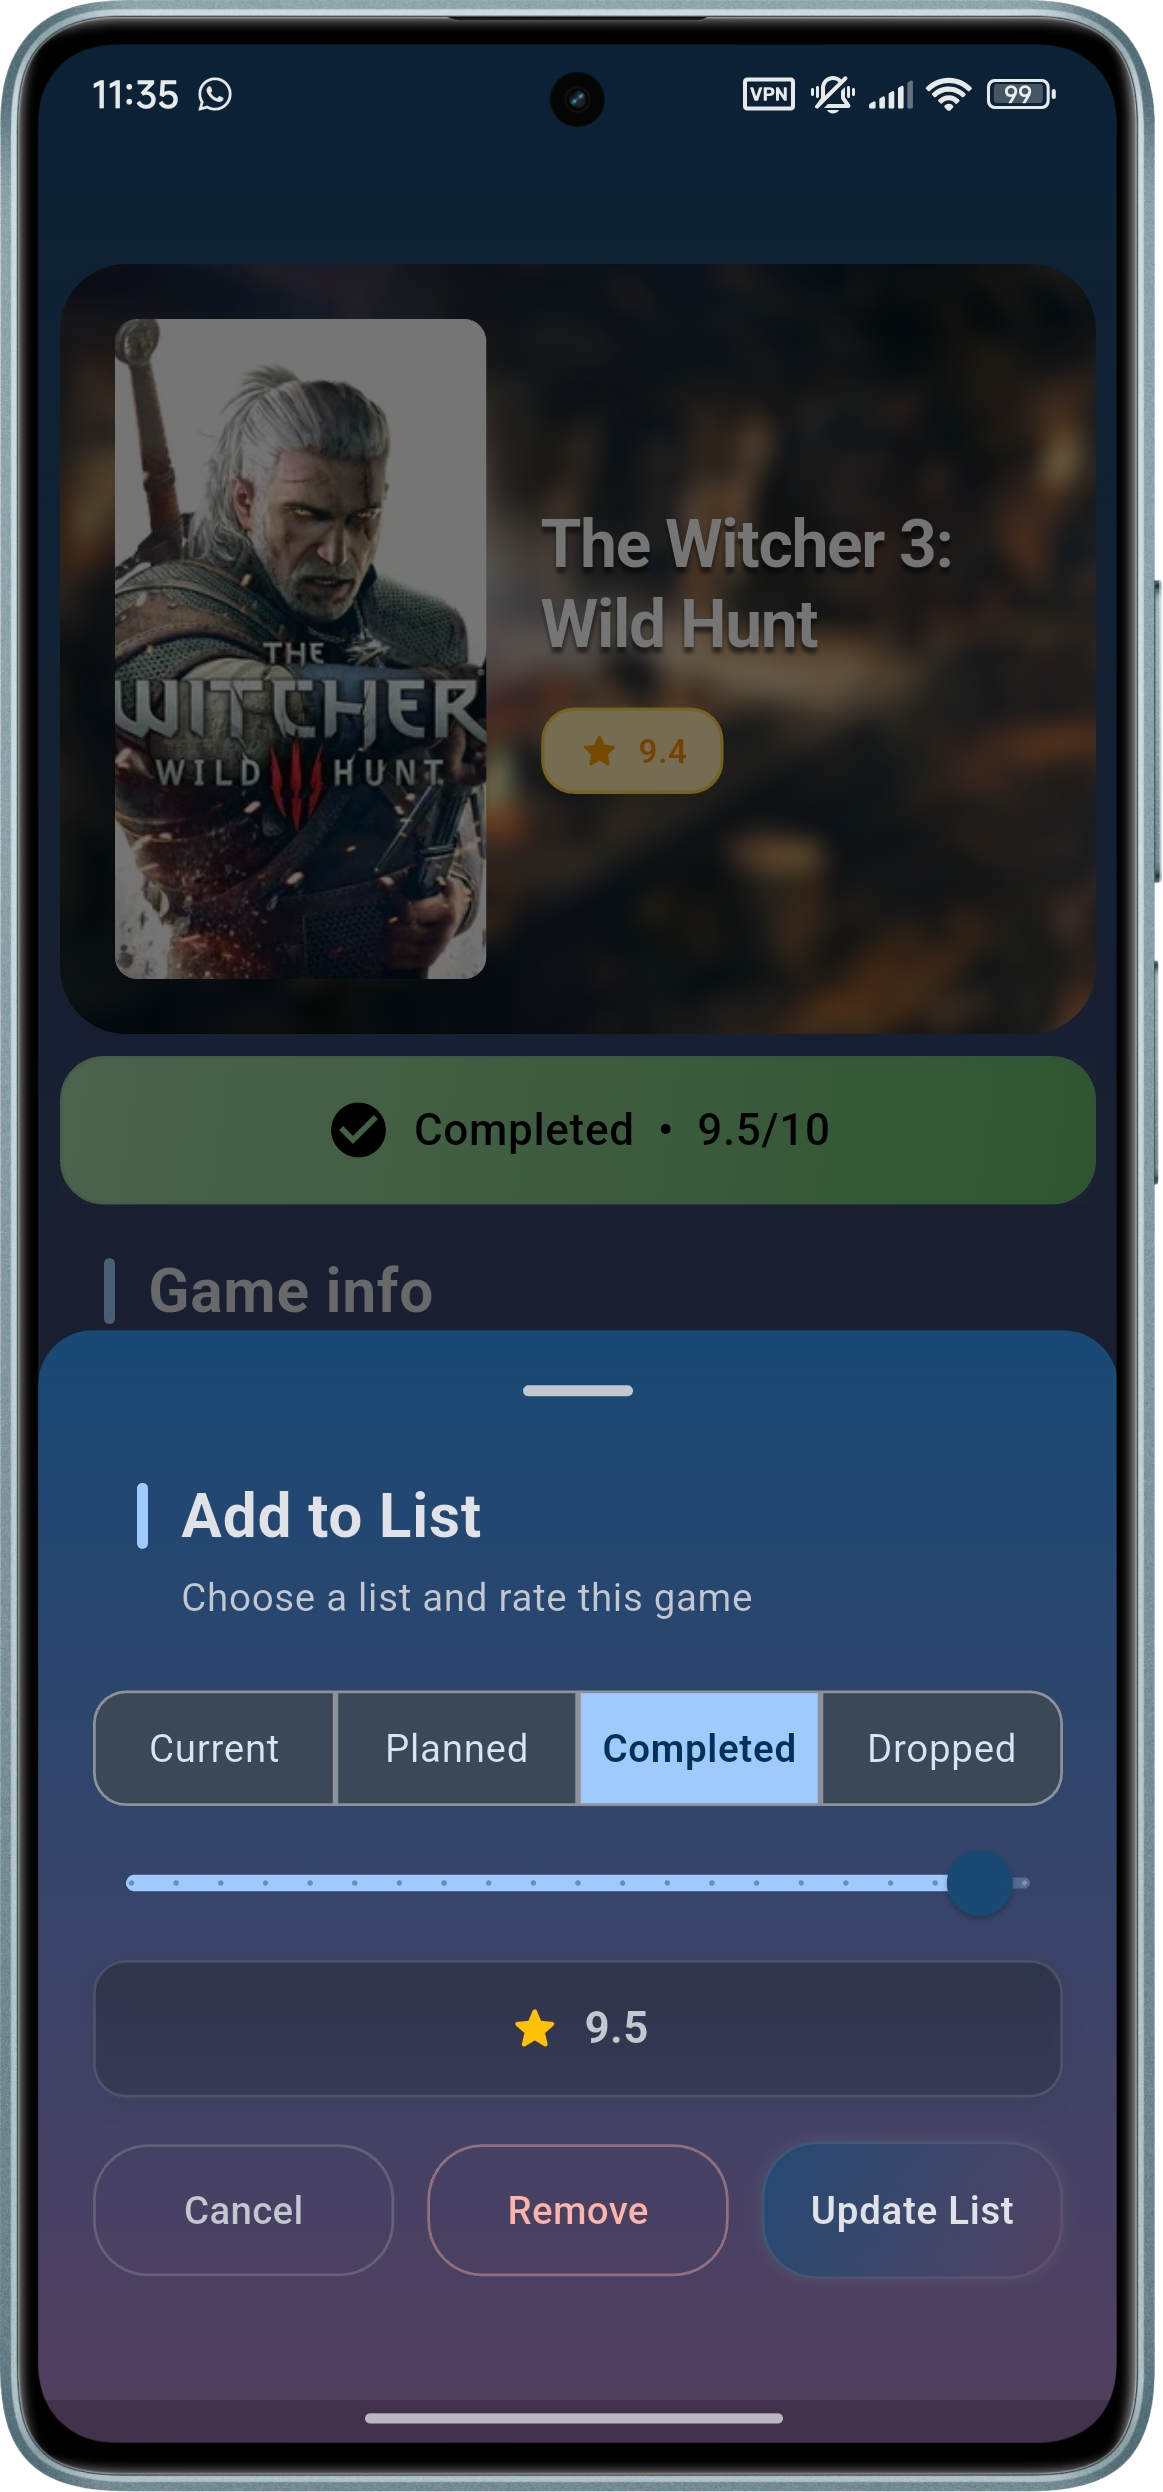 11:35
VPN
99
THE
WITCHER
WILD HUNT
The Witcher 3:
Wild Hunt
9.4
Completed • 9.5/10
Game info
Add to List
Choose a list and rate this game
Current Planned Completed Dropped
9.5
Cancel Remove Update List